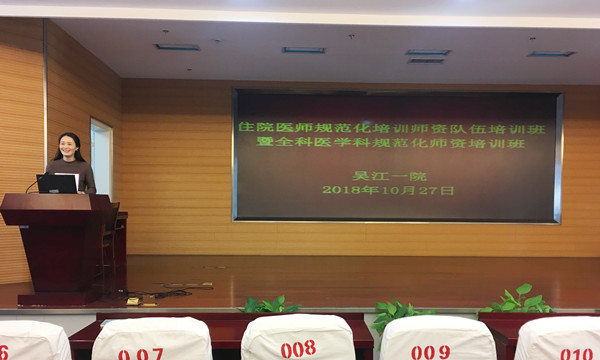 住院医师规范化培训师资队伍培训班
暨全科医学科规范化师资培训班
吴江一院
2018年10月27日
6
007
008
009
010